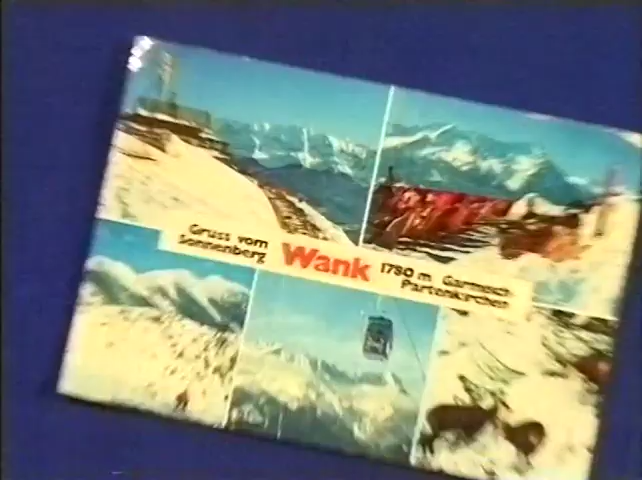 Gruss vom
Sonnenberg
Wank
1780 m Garmisch
Partenkirchen